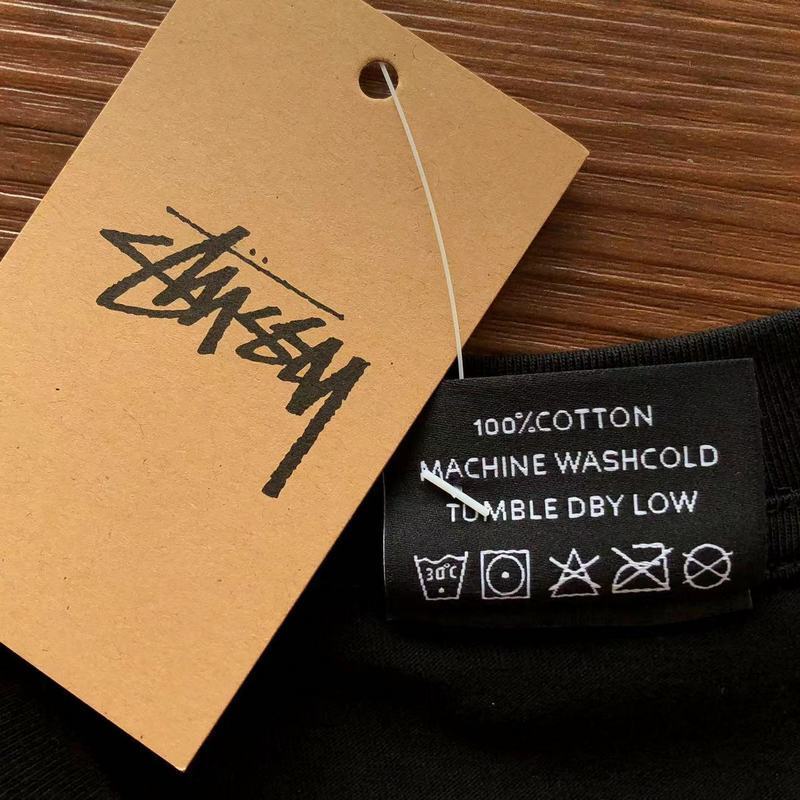 Stüssy
100%COTTON
MACHINE WASHCOLD
TUMBLE DBY LOW
30°C